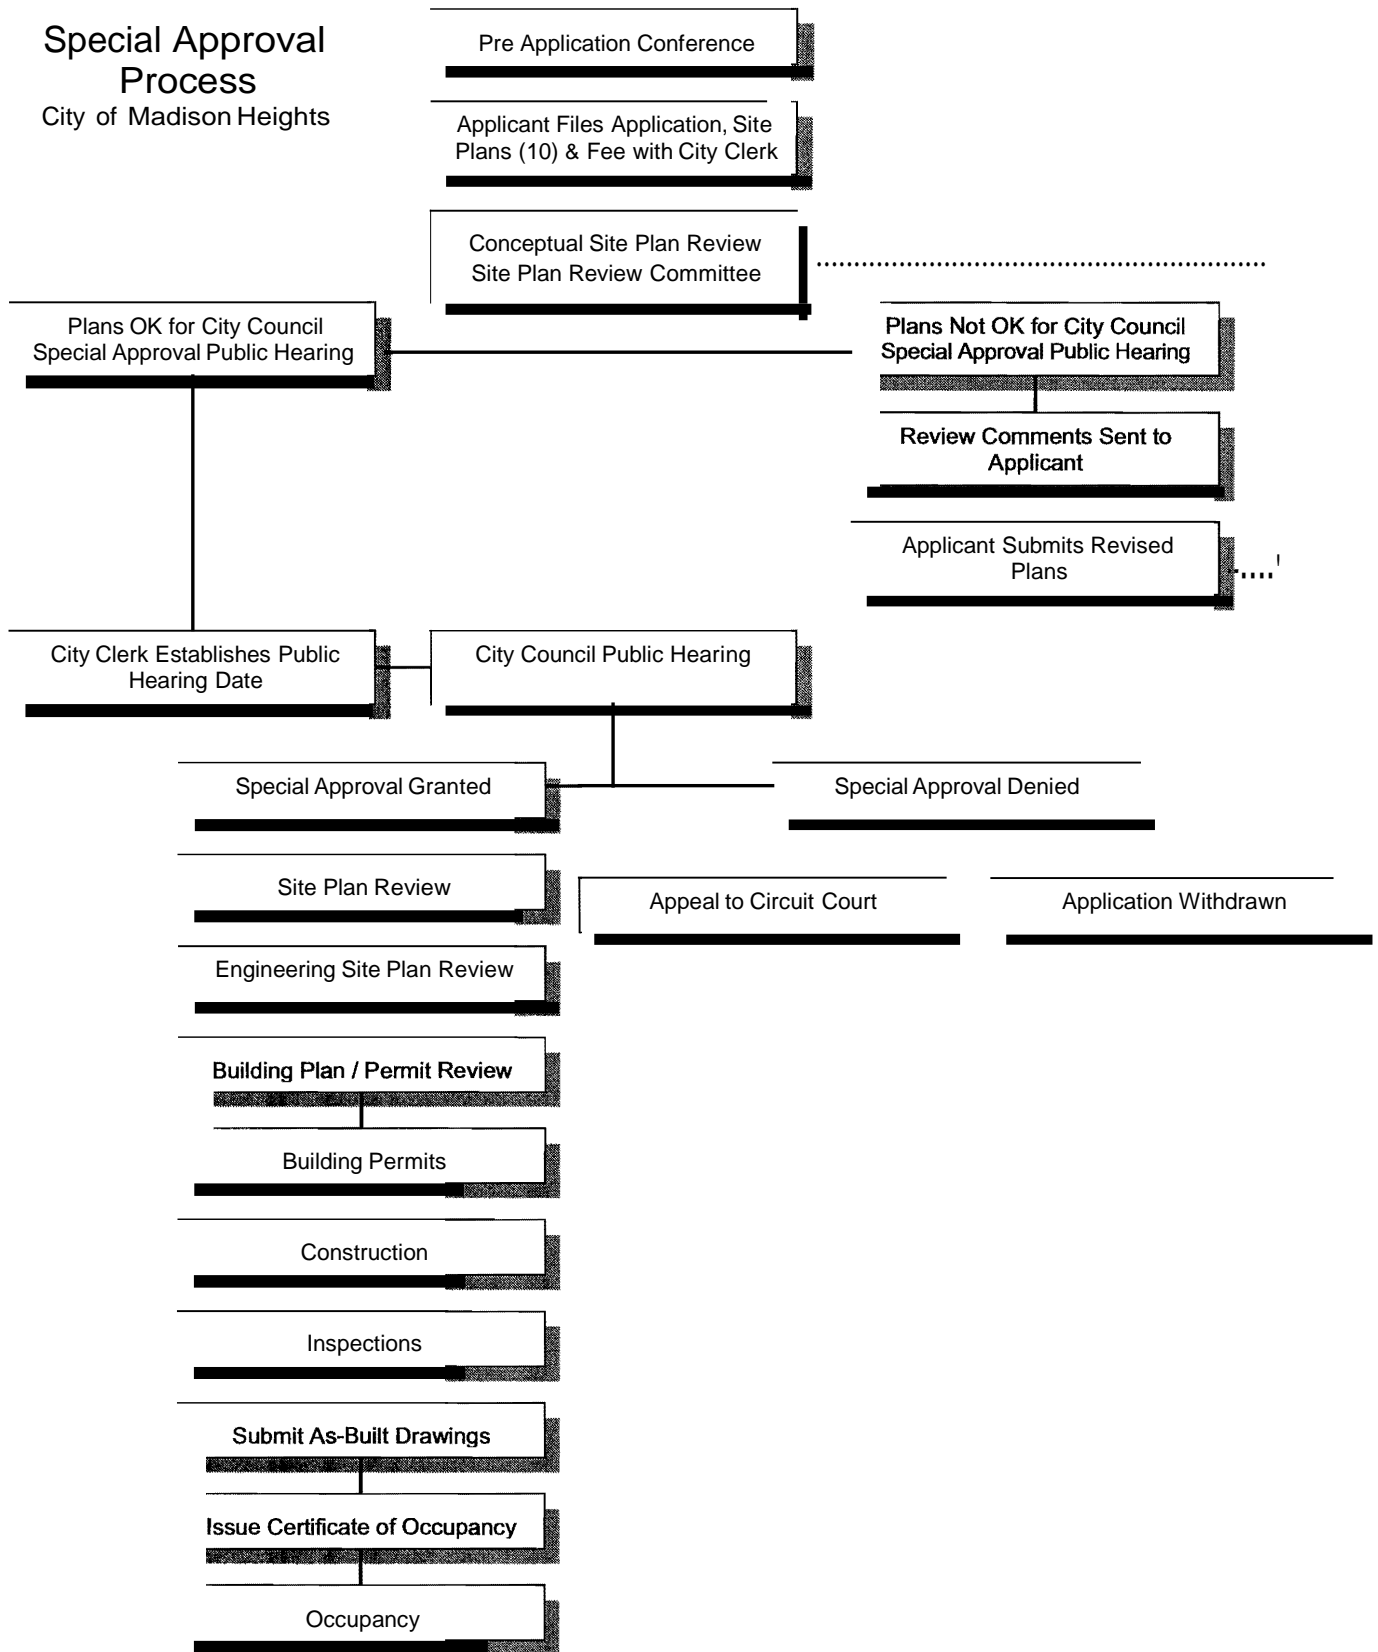 Special Approval
Process
City of Madison Heights
Pre Application Conference
Applicant Files Application, Site
Plans (10) & Fee with City Clerk
Conceptual Site Plan Review
Site Plan Review Committee
Plans OK for City Council
Special Approval Public Hearing
Plans Not OK for City Council
Special Approval Public Hearing
Review Comments Sent to
Applicant
Applicant Submits Revised
Plans
City Clerk Establishes Public
Hearing Date
City Council Public Hearing
Special Approval Granted
Special Approval Denied
Site Plan Review
Appeal to Circuit Court
Application Withdrawn
Engineering Site Plan Review
Building Plan / Permit Review
Building Permits
Construction
Inspections
Submit As-Built Drawings
Issue Certificate of Occupancy
Occupancy